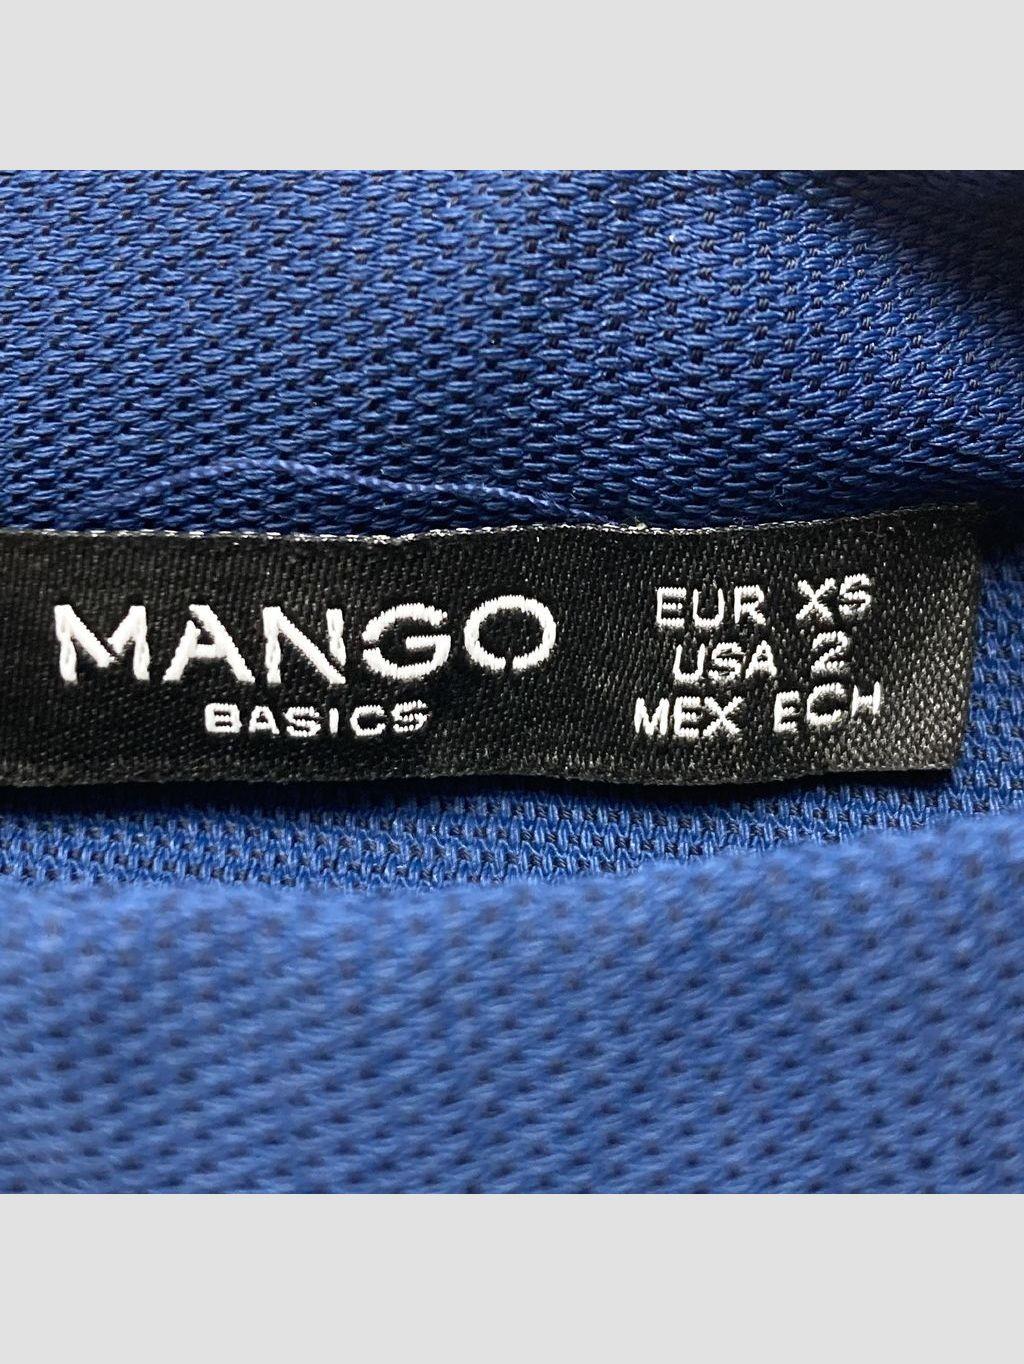 MANGO
BASICS
EUR XS
USA 2
MEX ECH